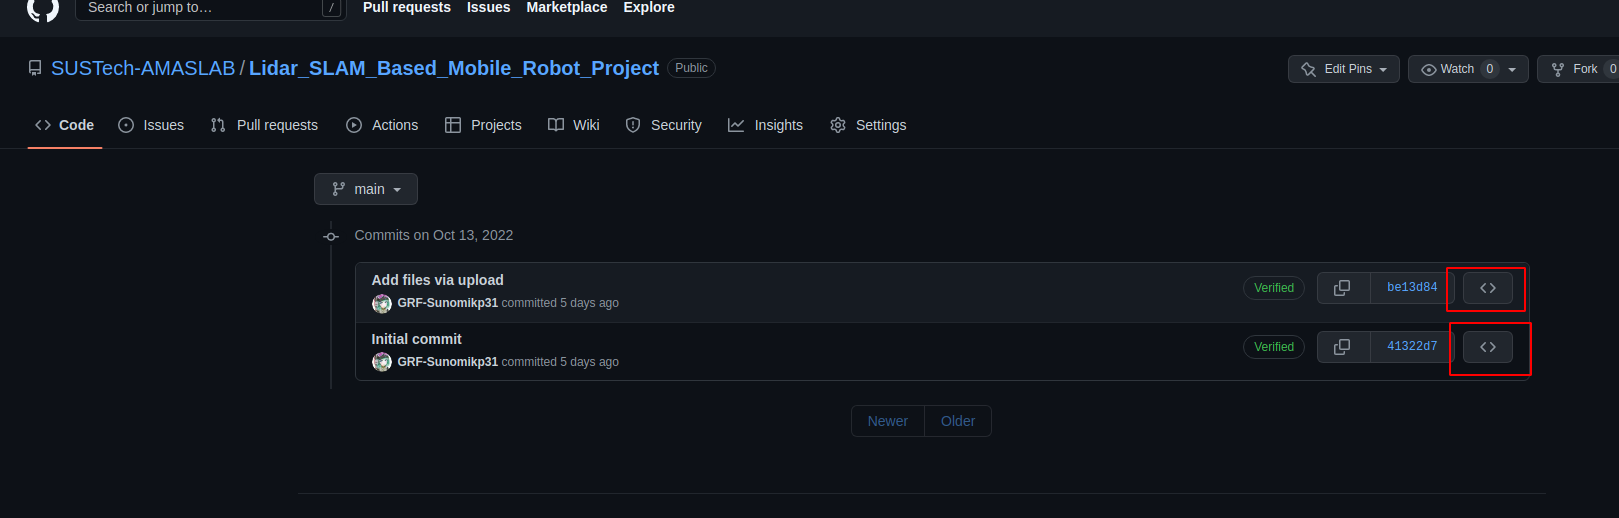 Search or jump to… / Pull requests Issues Marketplace Explore
SUSTech-AMASLAB / Lidar_SLAM_Based_Mobile_Robot_Project Public Edit Pins Watch 0 Fork 0
Code Issues Pull requests Actions Projects Wiki Security Insights Settings
main
Commits on Oct 13, 2022
Add files via upload
GRF-Sunomikp31 committed 5 days ago
Verified be13d84
Initial commit
GRF-Sunomikp31 committed 5 days ago
Verified 41322d7
Newer Older